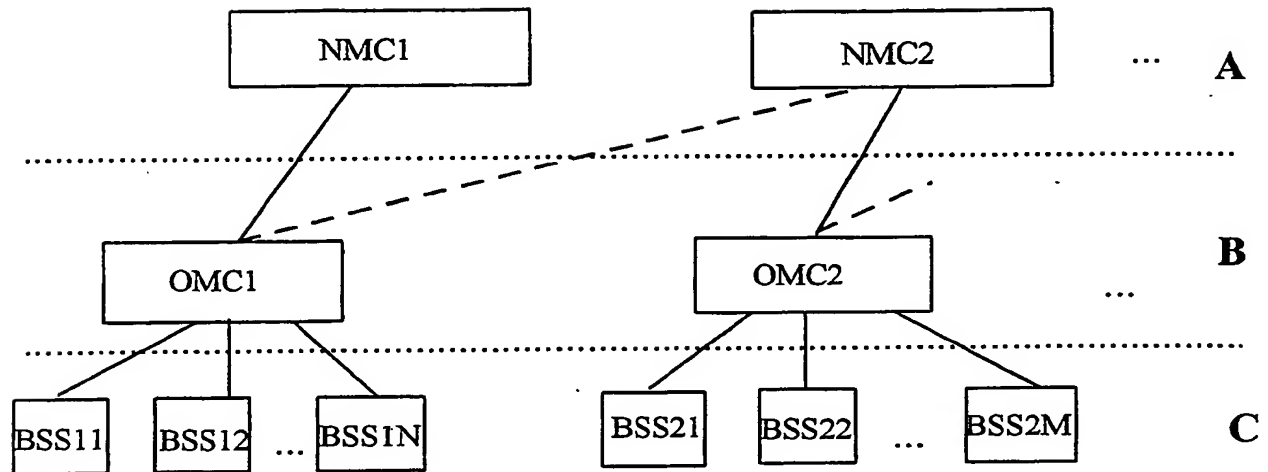 NMC1 NMC2 ... A
OMC1 OMC2 ... B
BSS11 BSS12 ... BSS1N BSS21 BSS22 ... BSS2M C